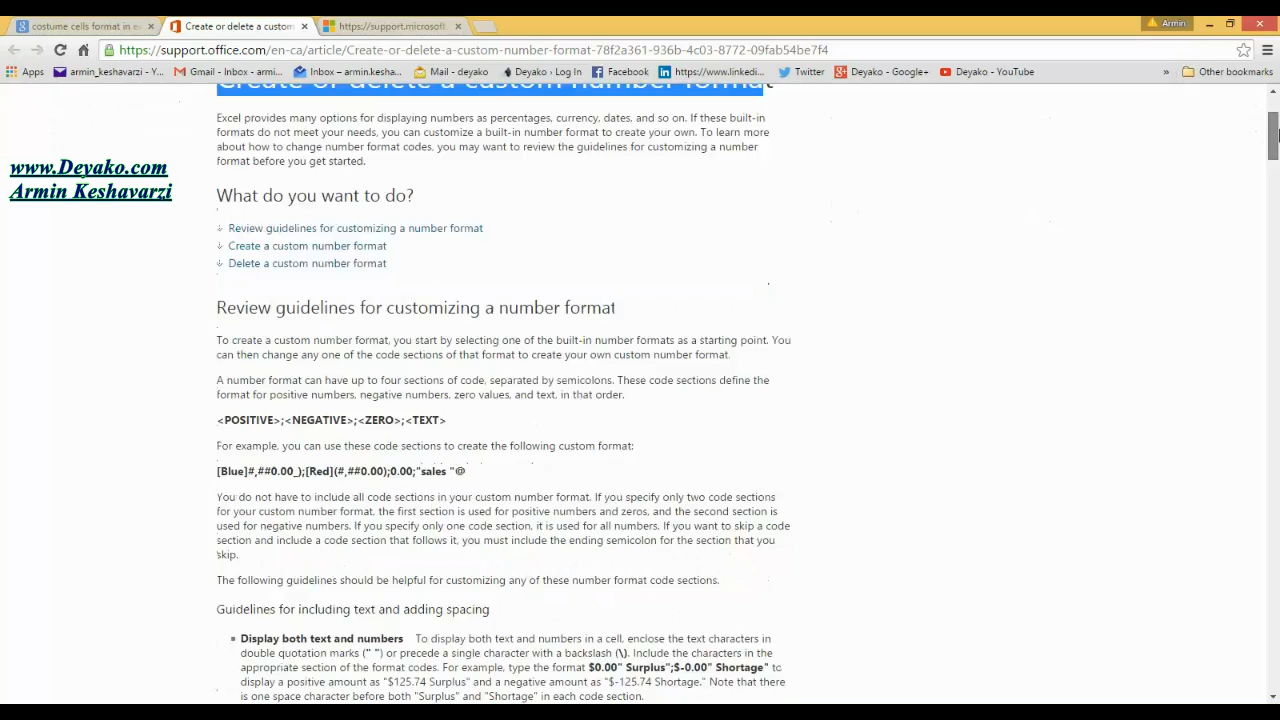 costume cells format in e
Create or delete a custom
https://support.microsof
Armin
https://support.office.com/en-ca/article/Create-or-delete-a-custom-number-format-78f2a361-936b-4c03-8772-09fab54be7f4
Apps
armin_keshavarzi - Y...
Gmail - Inbox - armi...
Inbox – armin.kesha...
Mail - deyako
Deyako › Log In
Facebook
https://www.linkedi...
Twitter
Deyako - Google+
Deyako - YouTube
»
Other bookmarks
Create or delete a custom number format
Excel provides many options for displaying numbers as percentages, currency, dates, and so on. If these built-in
formats do not meet your needs, you can customize a built-in number format to create your own. To learn more
about how to change number format codes, you may want to review the guidelines for customizing a number
format before you get started.
www.Deyako.com
Armin Keshavarzi
What do you want to do?
Review guidelines for customizing a number format
Create a custom number format
Delete a custom number format
Review guidelines for customizing a number format
To create a custom number format, you start by selecting one of the built-in number formats as a starting point. You
can then change any one of the code sections of that format to create your own custom number format.
A number format can have up to four sections of code, separated by semicolons. These code sections define the
format for positive numbers, negative numbers, zero values, and text, in that order.
<POSITIVE>;<NEGATIVE>;<ZERO>;<TEXT>
For example, you can use these code sections to create the following custom format:
[Blue]#,##0.00_);[Red](#,##0.00);0.00;"sales "@
You do not have to include all code sections in your custom number format. If you specify only two code sections
for your custom number format, the first section is used for positive numbers and zeros, and the second section is
used for negative numbers. If you specify only one code section, it is used for all numbers. If you want to skip a code
section and include a code section that follows it, you must include the ending semicolon for the section that you
skip.
The following guidelines should be helpful for customizing any of these number format code sections.
Guidelines for including text and adding spacing
Display both text and numbers To display both text and numbers in a cell, enclose the text characters in
double quotation marks (" ") or precede a single character with a backslash (\). Include the characters in the
appropriate section of the format codes. For example, type the format $0.00" Surplus";$-0.00" Shortage" to
display a positive amount as "$125.74 Surplus" and a negative amount as "$-125.74 Shortage." Note that there
is one space character before both "Surplus" and "Shortage" in each code section.